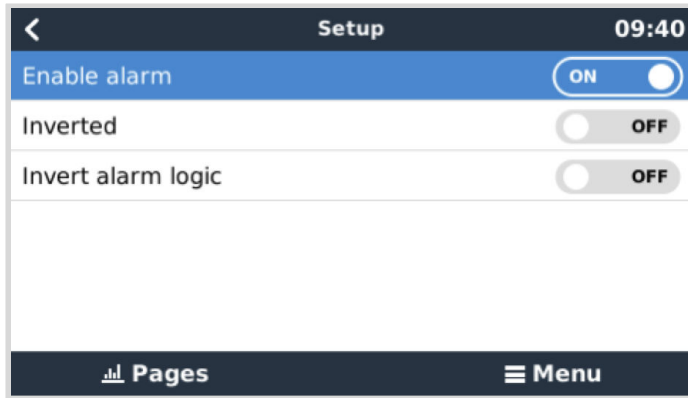 Setup 09:40
Enable alarm ON
Inverted OFF
Invert alarm logic OFF
Pages Menu